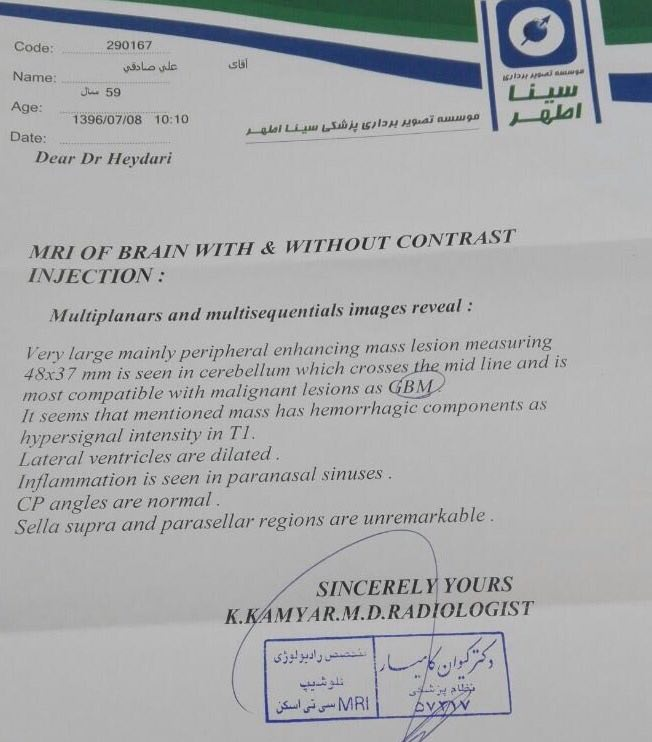 موسسه تصویر برداری
سینا
اطهر
موسسه تصویر برداری پزشکی سینا اطهر
Code: 290167
Name: علي صادقي آقای
Age: 59 سال
1396/07/08 10:10
Date:
Dear Dr Heydari
MRI OF BRAIN WITH & WITHOUT CONTRAST
INJECTION :
Multiplanars and multisequentials images reveal :
Very large mainly peripheral enhancing mass lesion measuring
48x37 mm is seen in cerebellum which crosses the mid line and is
most compatible with malignant lesions as GBM.
It seems that mentioned mass has hemorrhagic components as
hypersignal intensity in T1.
Lateral ventricles are dilated .
Inflammation is seen in paranasal sinuses .
CP angles are normal .
Sella supra and parasellar regions are unremarkable .
SINCERELY YOURS
K.KAMYAR.M.D.RADIOLOGIST
دکتر کیوان کامیار
نظام پزشکی
۵۷۲۱۷
متخصص رادیولوژی
فلوشیپ
MRI سی تی اسکن